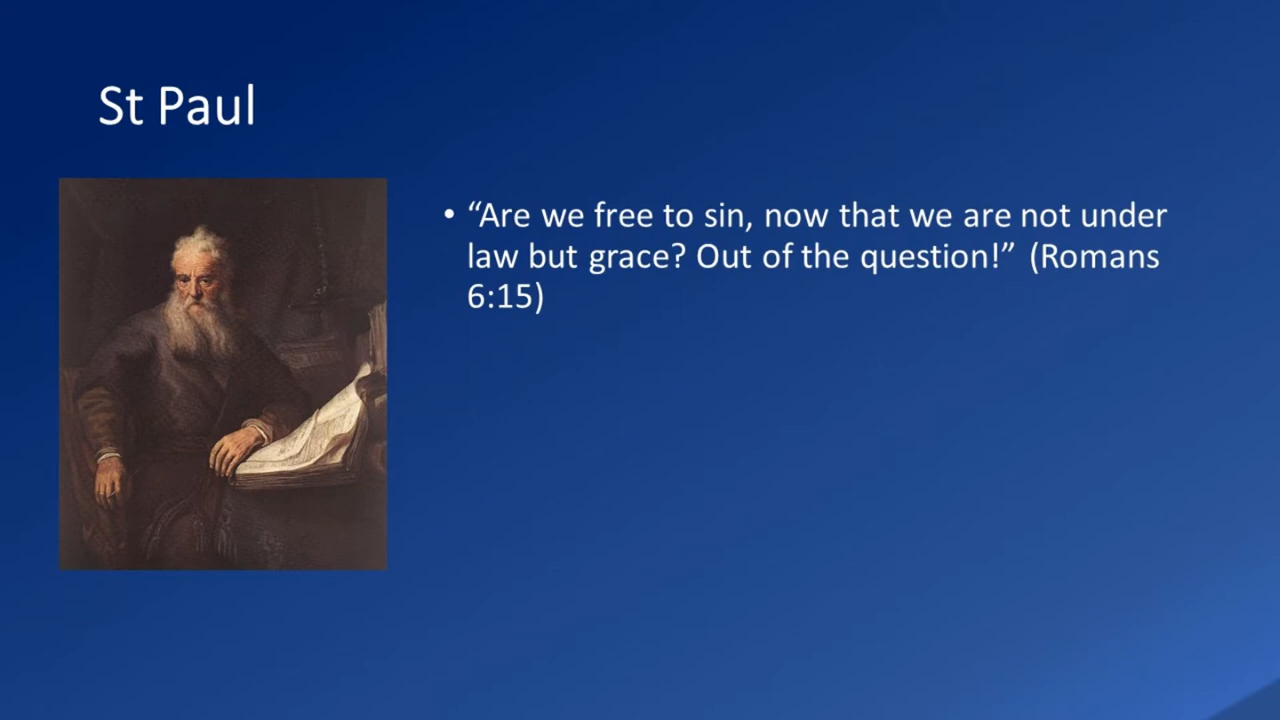 St Paul
• “Are we free to sin, now that we are not under
law but grace? Out of the question!” (Romans
6:15)